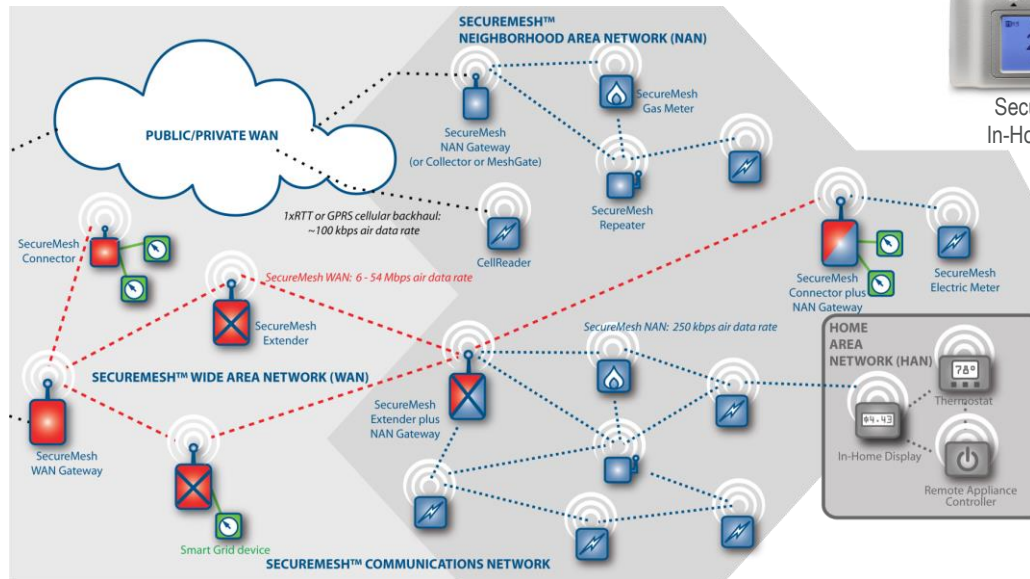 SECUREMESH™
NEIGHBORHOOD AREA NETWORK (NAN)
PUBLIC/PRIVATE WAN
SecureMesh
NAN Gateway
(or Collector or MeshGate)
SecureMesh
Gas Meter
SecureMesh
Repeater
1xRTT or GPRS cellular backhaul:
~100 kbps air data rate
CellReader
SecureMesh
Connector
SecureMesh WAN: 6 - 54 Mbps air data rate
SecureMesh
Extender
SecureMesh
Connector plus
NAN Gateway
SecureMesh
Electric Meter
SecureMesh NAN: 250 kbps air data rate
SECUREMESH™ WIDE AREA NETWORK (WAN)
SecureMesh
WAN Gateway
SecureMesh
Extender plus
NAN Gateway
HOME
AREA
NETWORK (HAN)
78°
Thermostat
$4.43
In-Home Display
Remote Appliance
Controller
Smart Grid device
SECUREMESH™ COMMUNICATIONS NETWORK